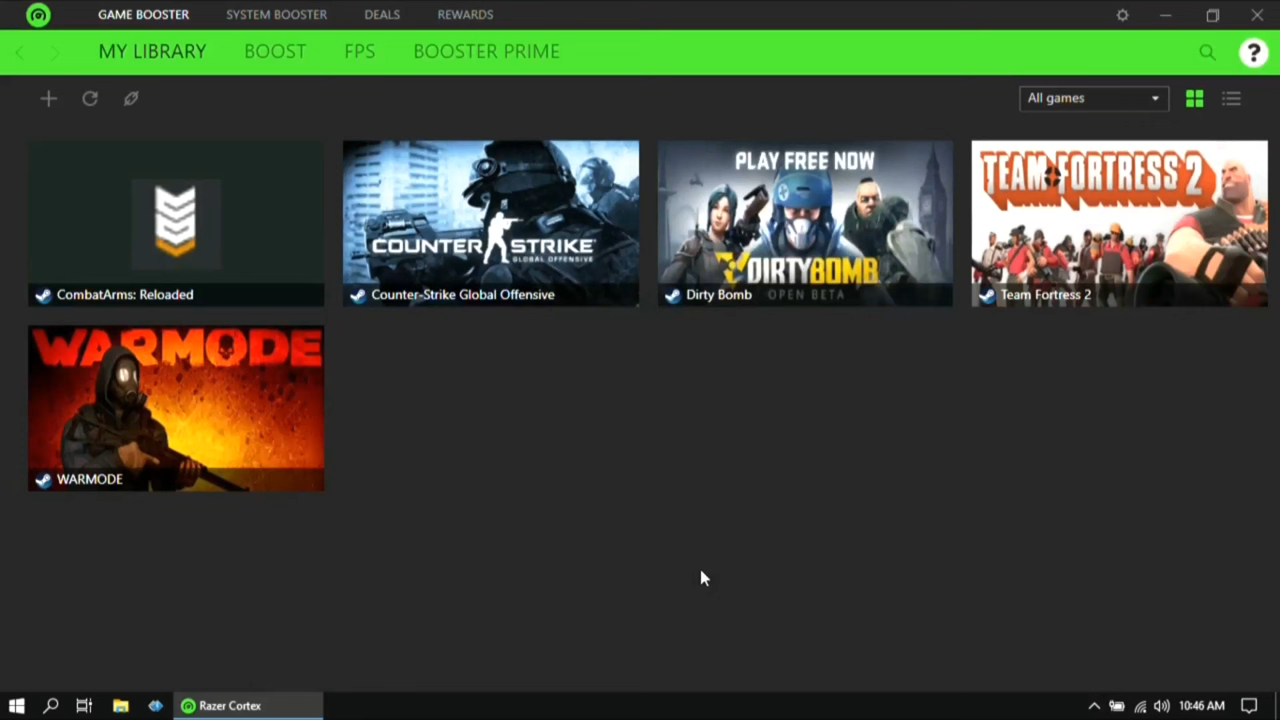 GAME BOOSTER
SYSTEM BOOSTER
DEALS
REWARDS
MY LIBRARY
BOOST
FPS
BOOSTER PRIME
?
All games
CombatArms: Reloaded
COUNTER STRIKE
GLOBAL OFFENSIVE
Counter-Strike Global Offensive
PLAY FREE NOW
DIRTYBOMB
OPEN BETA
Dirty Bomb
TEAM FORTRESS 2
Team Fortress 2
WARMODE
WARMODE
Razer Cortex
10:46 AM